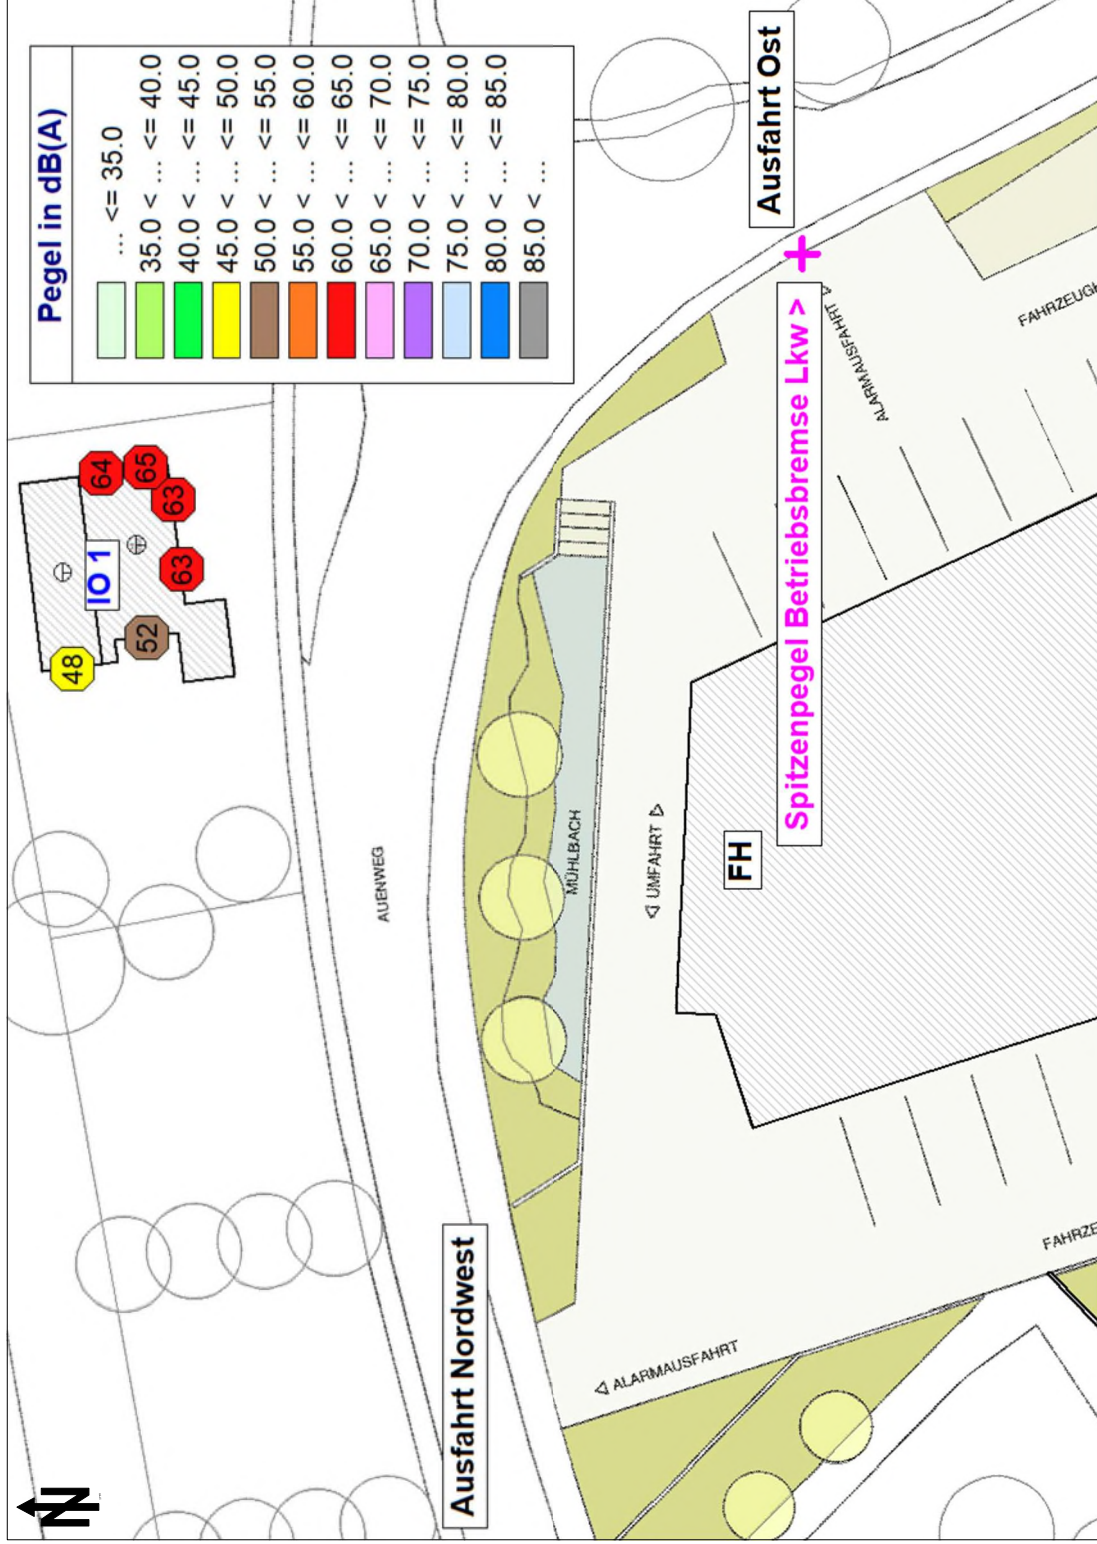 Pegel in dB(A)
... <= 35.0
35.0 < ... <= 40.0
40.0 < ... <= 45.0
45.0 < ... <= 50.0
50.0 < ... <= 55.0
55.0 < ... <= 60.0
60.0 < ... <= 65.0
65.0 < ... <= 70.0
70.0 < ... <= 75.0
75.0 < ... <= 80.0
80.0 < ... <= 85.0
85.0 < ...
N
48
52
IO 1
63
63
65
64
AUENWEG
Ausfahrt Nordwest
Ausfahrt Ost
MÜHLBACH
UMFAHRT
ALARMAUSFAHRT
FH
Spitzenpegel Betriebsbremse Lkw >
ALARMAUSFAHRT